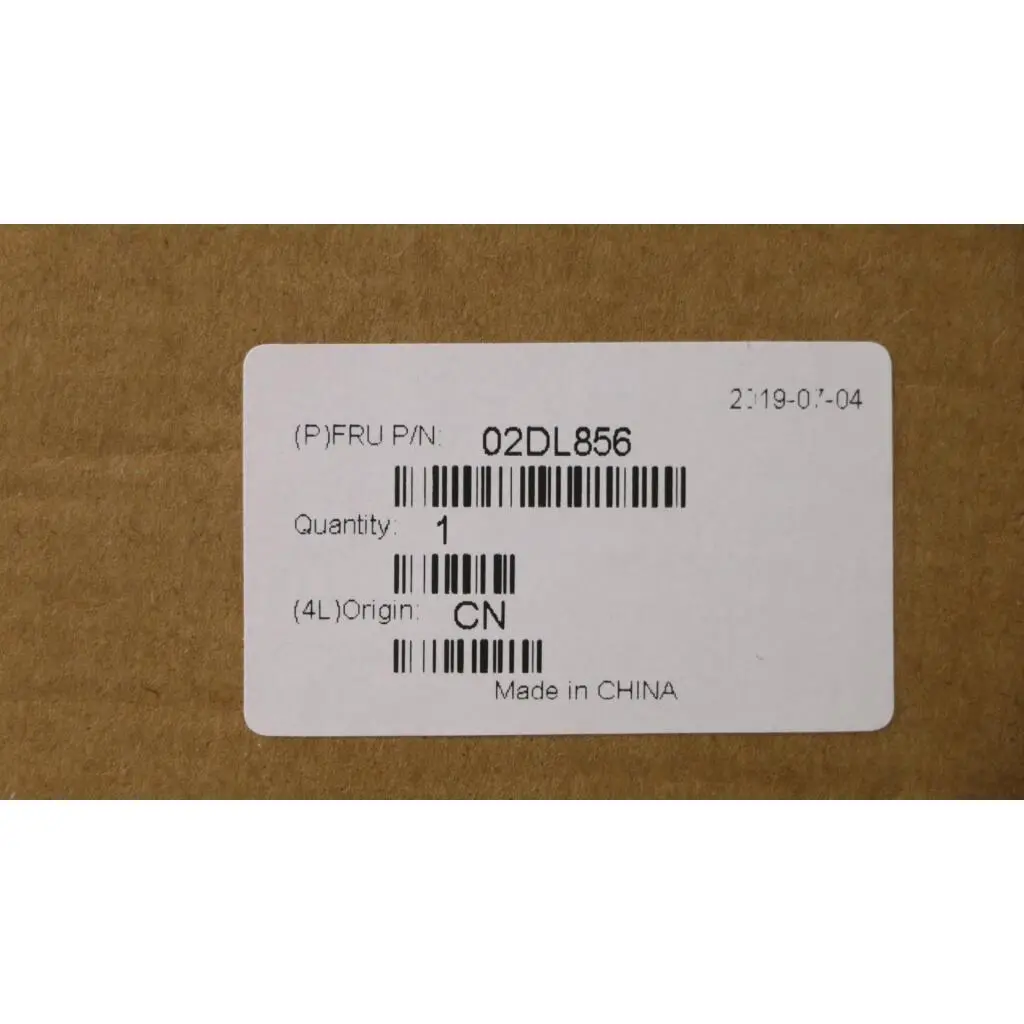 2019-07-04
(P)FRU P/N: 02DL856
Quantity: 1
(4L)Origin: CN
Made in CHINA